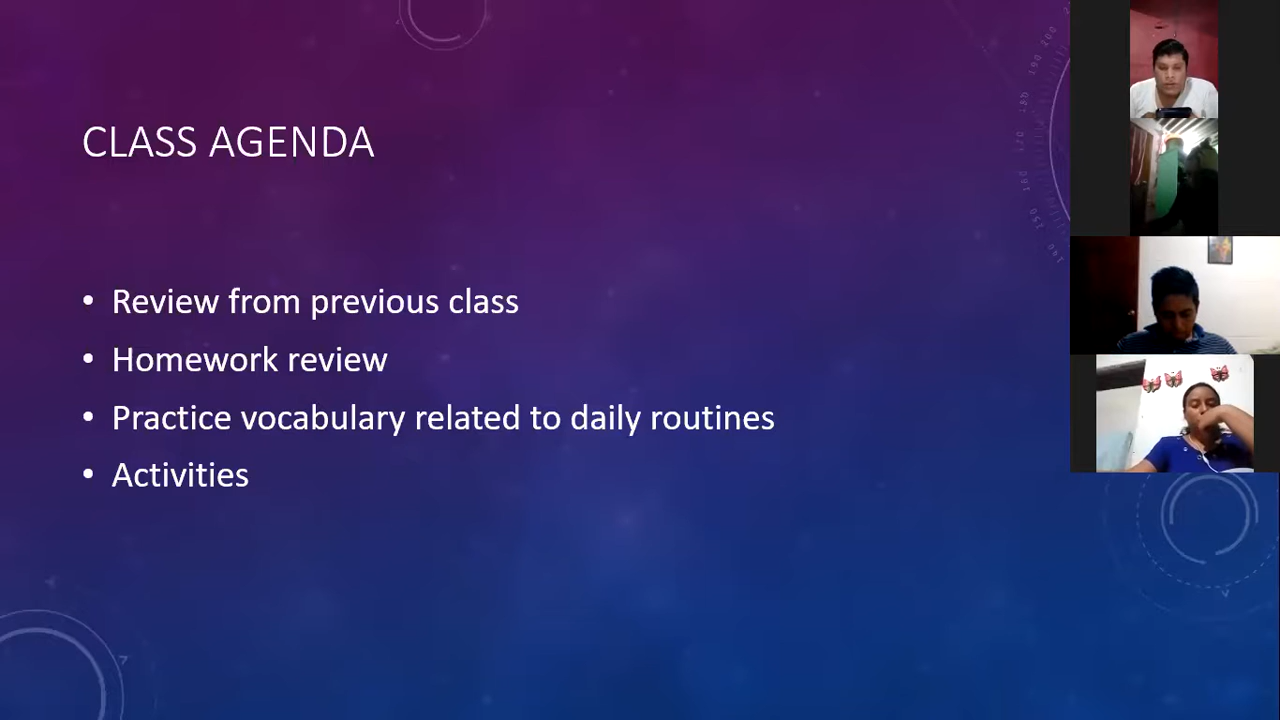 CLASS AGENDA
• Review from previous class
• Homework review
• Practice vocabulary related to daily routines
• Activities